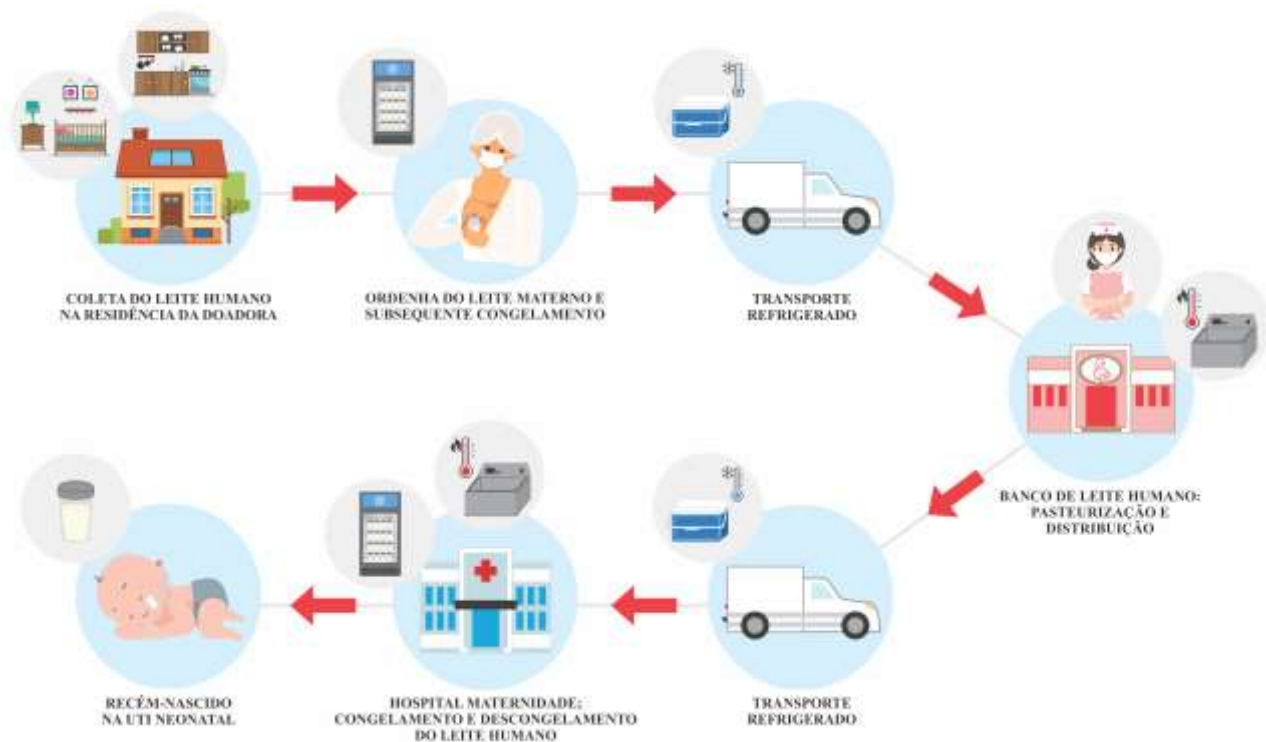 COLETA DO LEITE HUMANO
NA RESIDÊNCIA DA DOADORA
ORDENHA DO LEITE MATERNO E
SUBSEQUENTE CONGELAMENTO
TRANSPORTE
REFRIGERADO
BANCO DE LEITE HUMANO:
PASTEURIZAÇÃO E
DISTRIBUIÇÃO
RECÉM-NASCIDO
NA UTI NEONATAL
HOSPITAL MATERNIDADE;
CONGELAMENTO E DESCONGELAMENTO
DO LEITE HUMANO
TRANSPORTE
REFRIGERADO